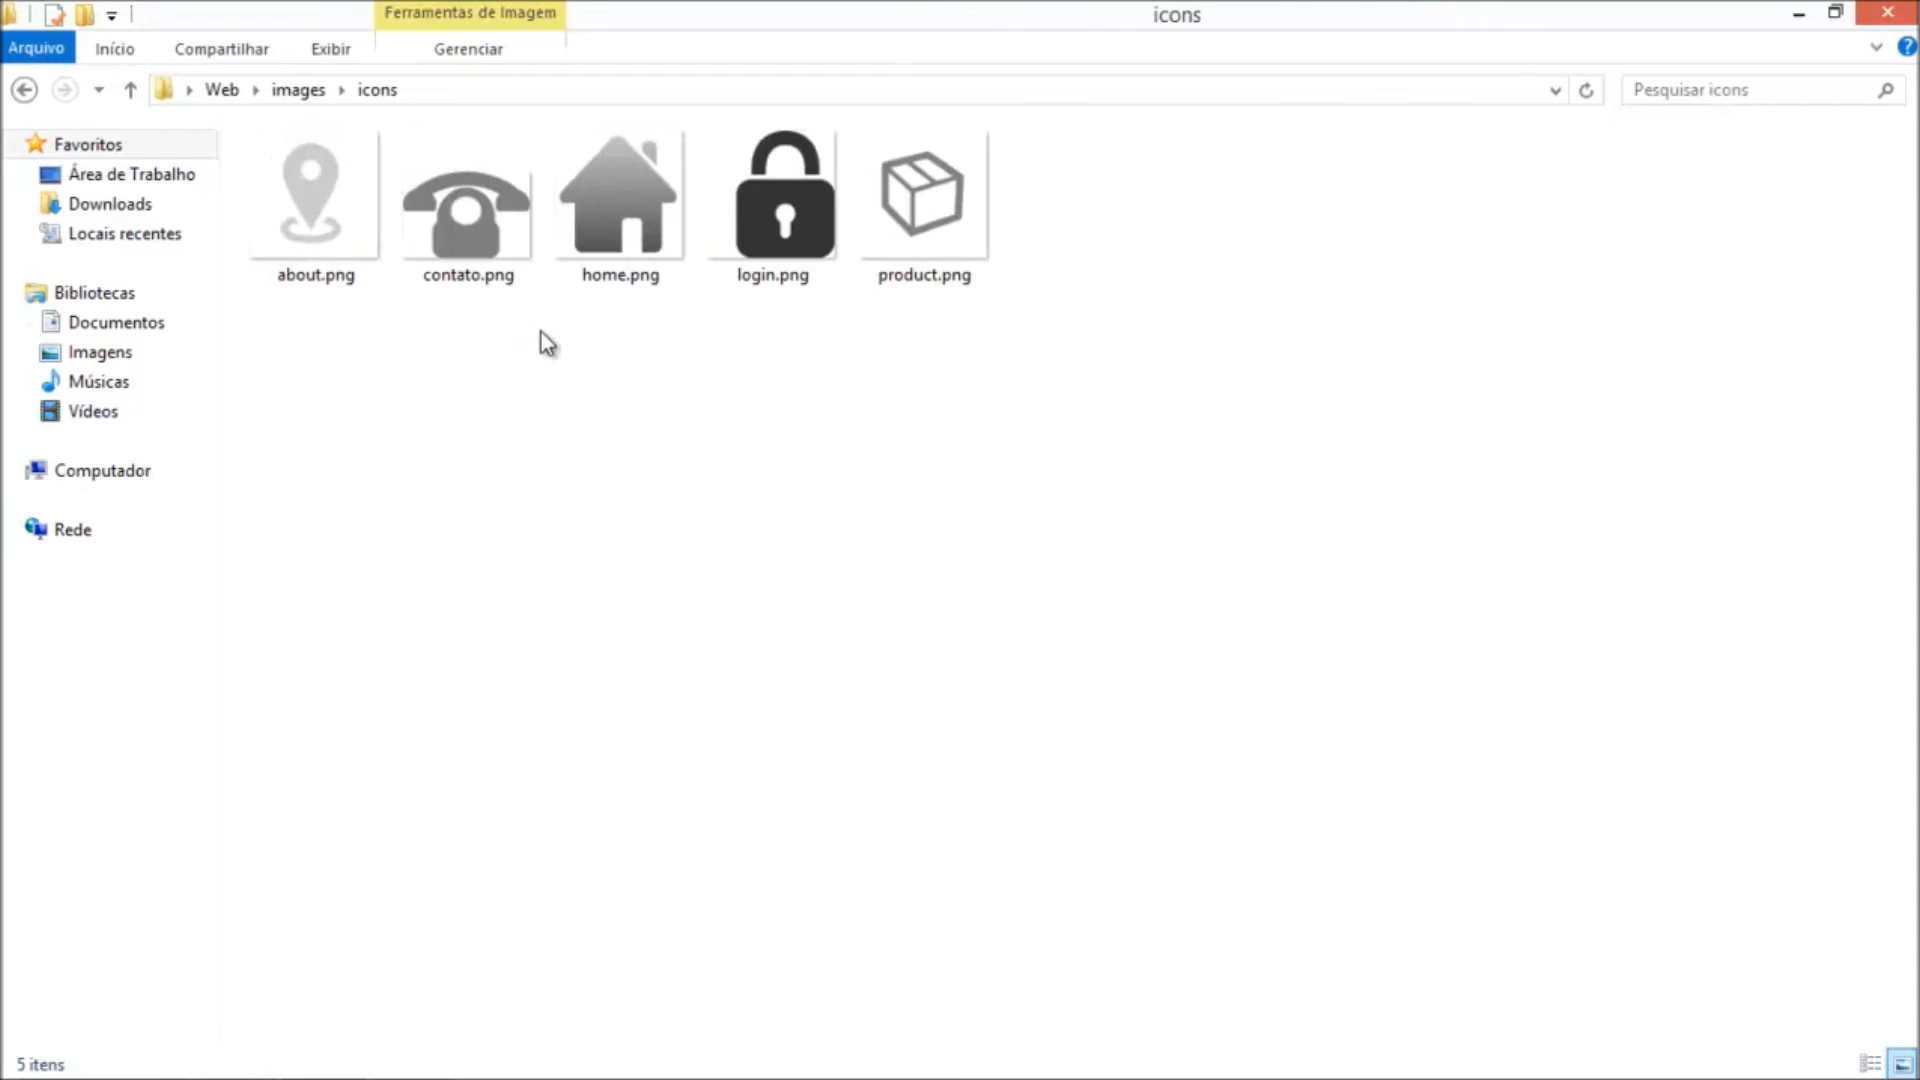 Ferramentas de Imagem
icons
Arquivo
Início
Compartilhar
Exibir
Gerenciar
?
Web
images
icons
Pesquisar icons
Favoritos
Área de Trabalho
Downloads
Locais recentes
Bibliotecas
Documentos
Imagens
Músicas
Vídeos
Computador
Rede
about.png
contato.png
home.png
login.png
product.png
5 itens